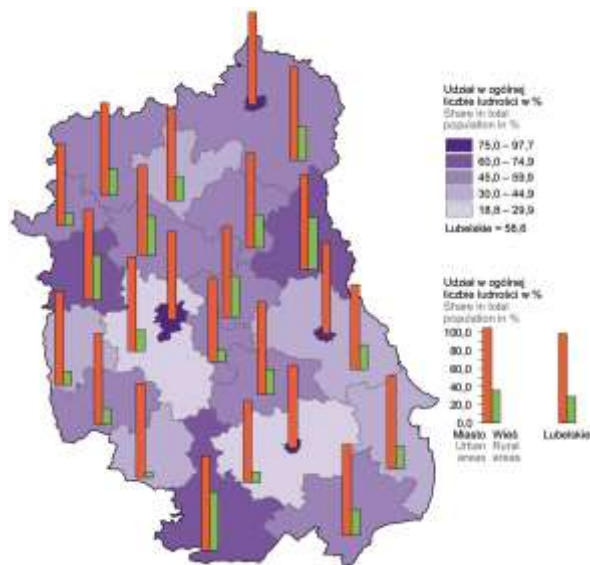 Udział w ogólnej
liczbie ludności w %
Share in total
population in %
75,0 – 97,7
60,0 – 74,9
45,0 – 59,9
30,0 – 44,9
18,8 – 29,9
Lubelskie = 56,6
Udział w ogólnej
liczbie ludności w %
Share in total
population in %
100,0
80,0
60,0
40,0
20,0
0,0
Miasto Wieś Lubelskie
Urban Rural
areas areas